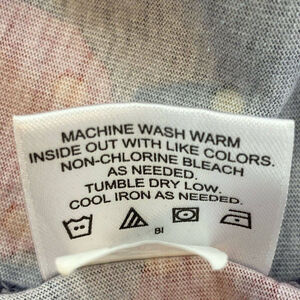 MACHINE WASH WARM
INSIDE OUT WITH LIKE COLORS.
NON-CHLORINE BLEACH
AS NEEDED.
TUMBLE DRY LOW.
COOL IRON AS NEEDED.
BI